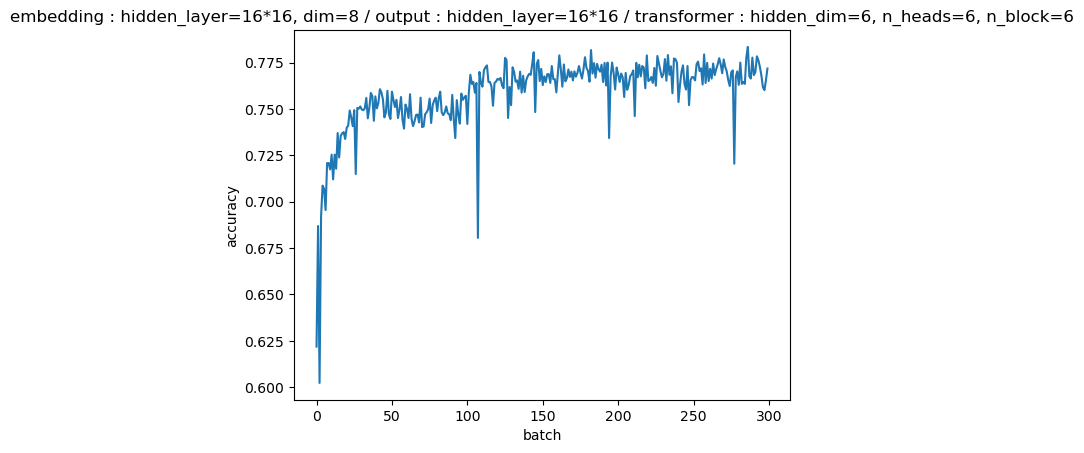 embedding : hidden_layer=16*16, dim=8 / output : hidden_layer=16*16 / transformer : hidden_dim=6, n_heads=6, n_block=6
0.775
0.750
0.725
0.700
0.675
0.650
0.625
0.600
accuracy
0 50 100 150 200 250 300
batch